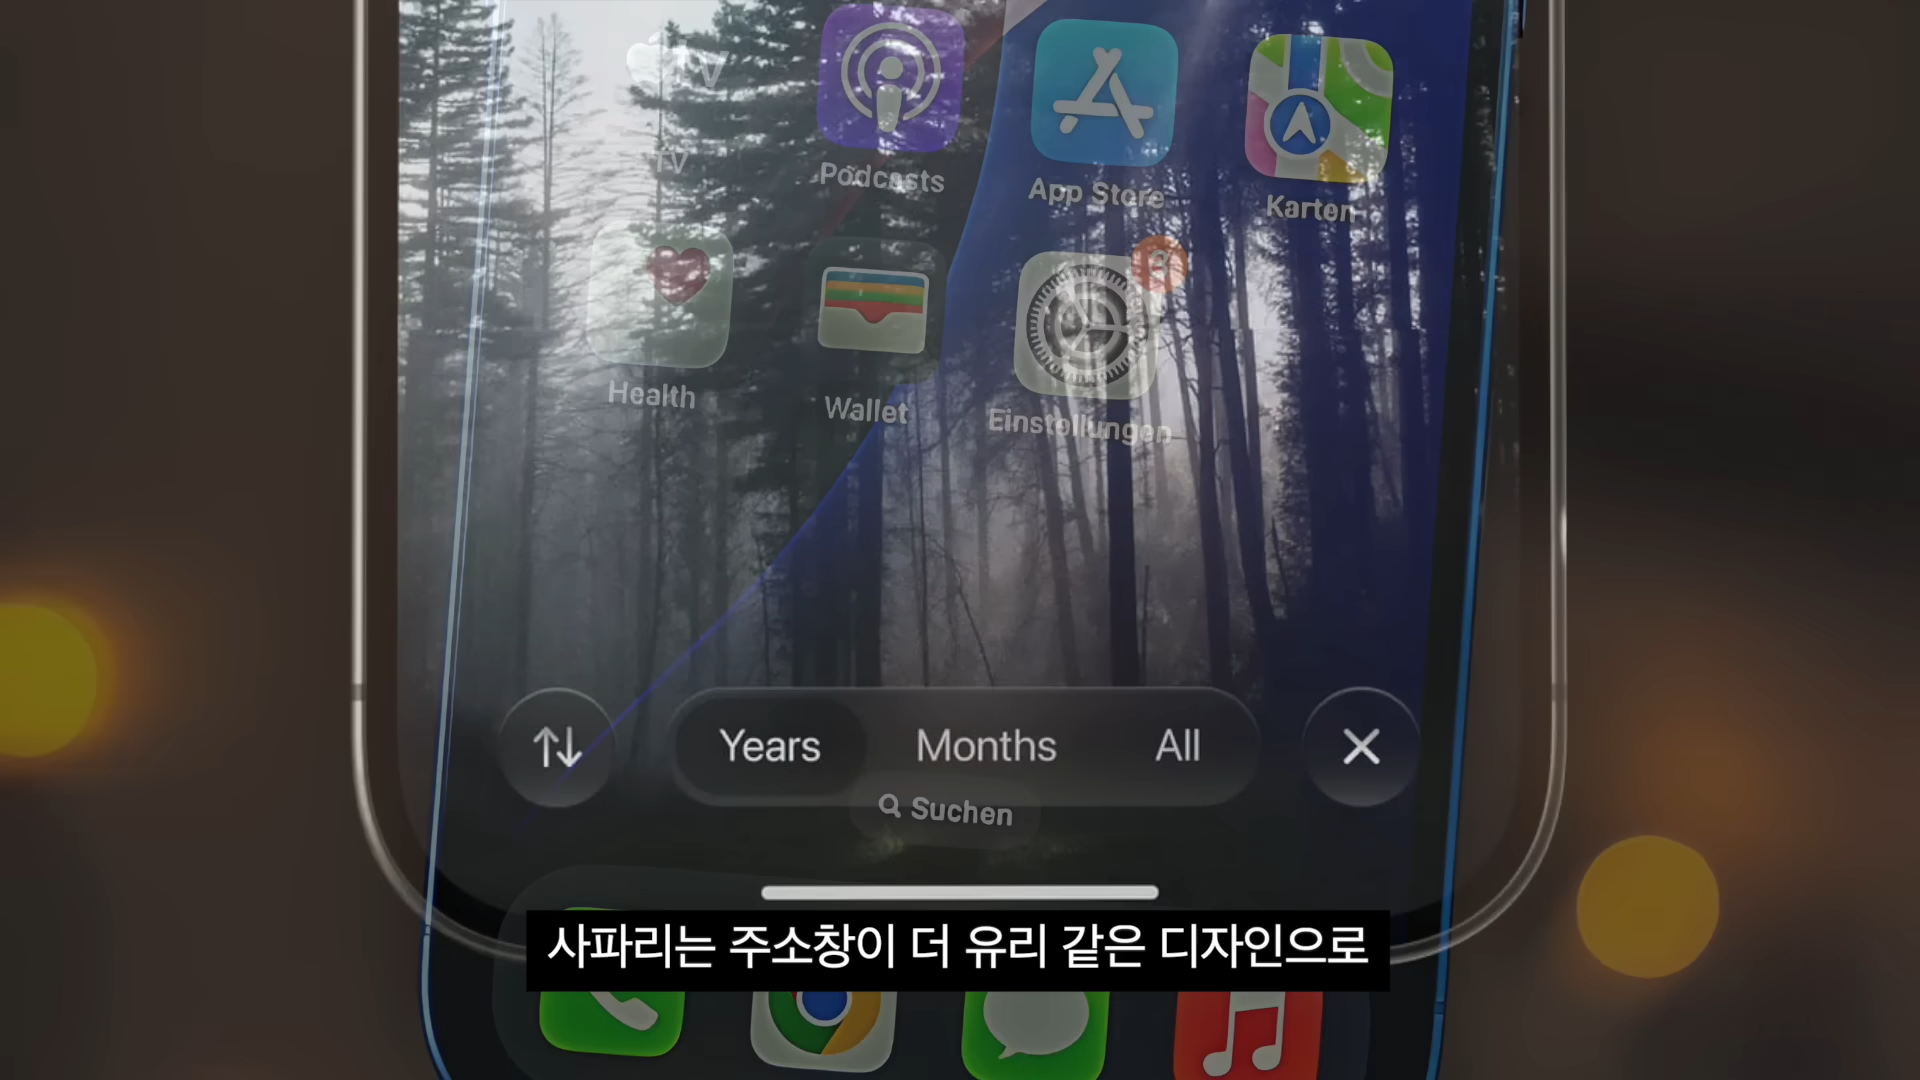 tv
TV
Podcasts
App Store
Karten
Health
Wallet
Einstellungen
Years
Months
All
Suchen
사파리는 주소창이 더 유리 같은 디자인으로